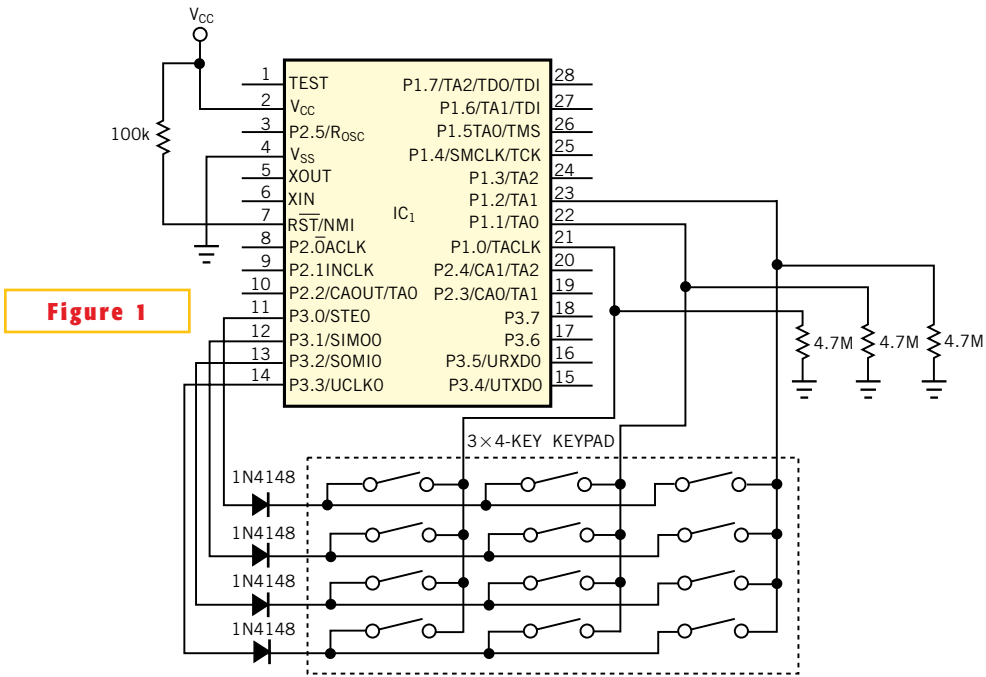 V_CC
100k
Figure 1
1 TEST
2 V_CC
3 P2.5/R_OSC
4 V_SS
5 XOUT
6 XIN
7 RST/NMI
8 P2.0ACLK
9 P2.1INCLK
10 P2.2/CAOUT/TA0
11 P3.0/STE0
12 P3.1/SIMO0
13 P3.2/SOMI0
14 P3.3/UCLK0
IC1
P1.7/TA2/TDO/TDI 28
P1.6/TA1/TDI 27
P1.5TA0/TMS 26
P1.4/SMCLK/TCK 25
P1.3/TA2 24
P1.2/TA1 23
P1.1/TA0 22
P1.0/TACLK 21
P2.4/CA1/TA2 20
P2.3/CA0/TA1 19
P3.7 18
P3.6 17
P3.5/URXD0 16
P3.4/UTXD0 15
4.7M
4.7M
4.7M
3×4-KEY KEYPAD
1N4148
1N4148
1N4148
1N4148